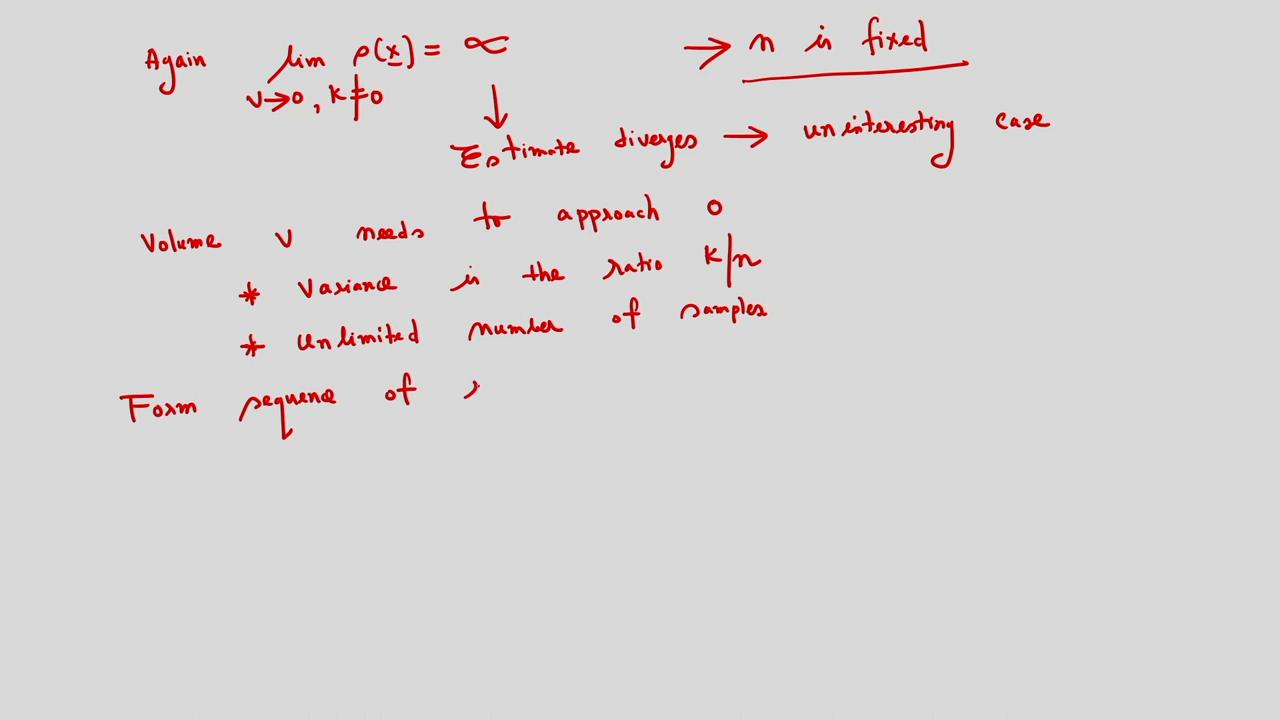 Again lim p(x) = ∞ → n is fixed
V→0, K≠0
↓
Estimate diverges → uninteresting case
Volume V needs to approach 0
* Variance in the ratio K/n
* Unlimited number of samples
Form sequence of